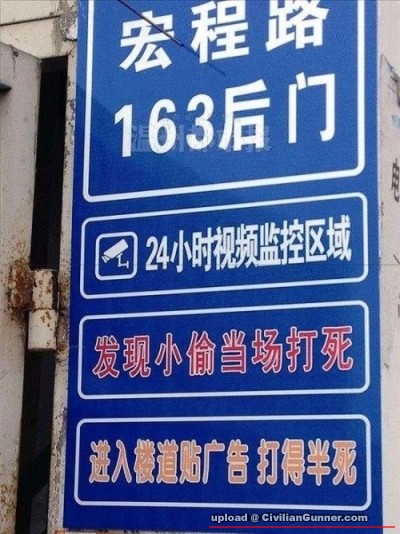 宏程路
163后门
24小时视频监控区域
发现小偷当场打死
进入楼道贴广告 打得半死
upload @ CivilianGunner.com